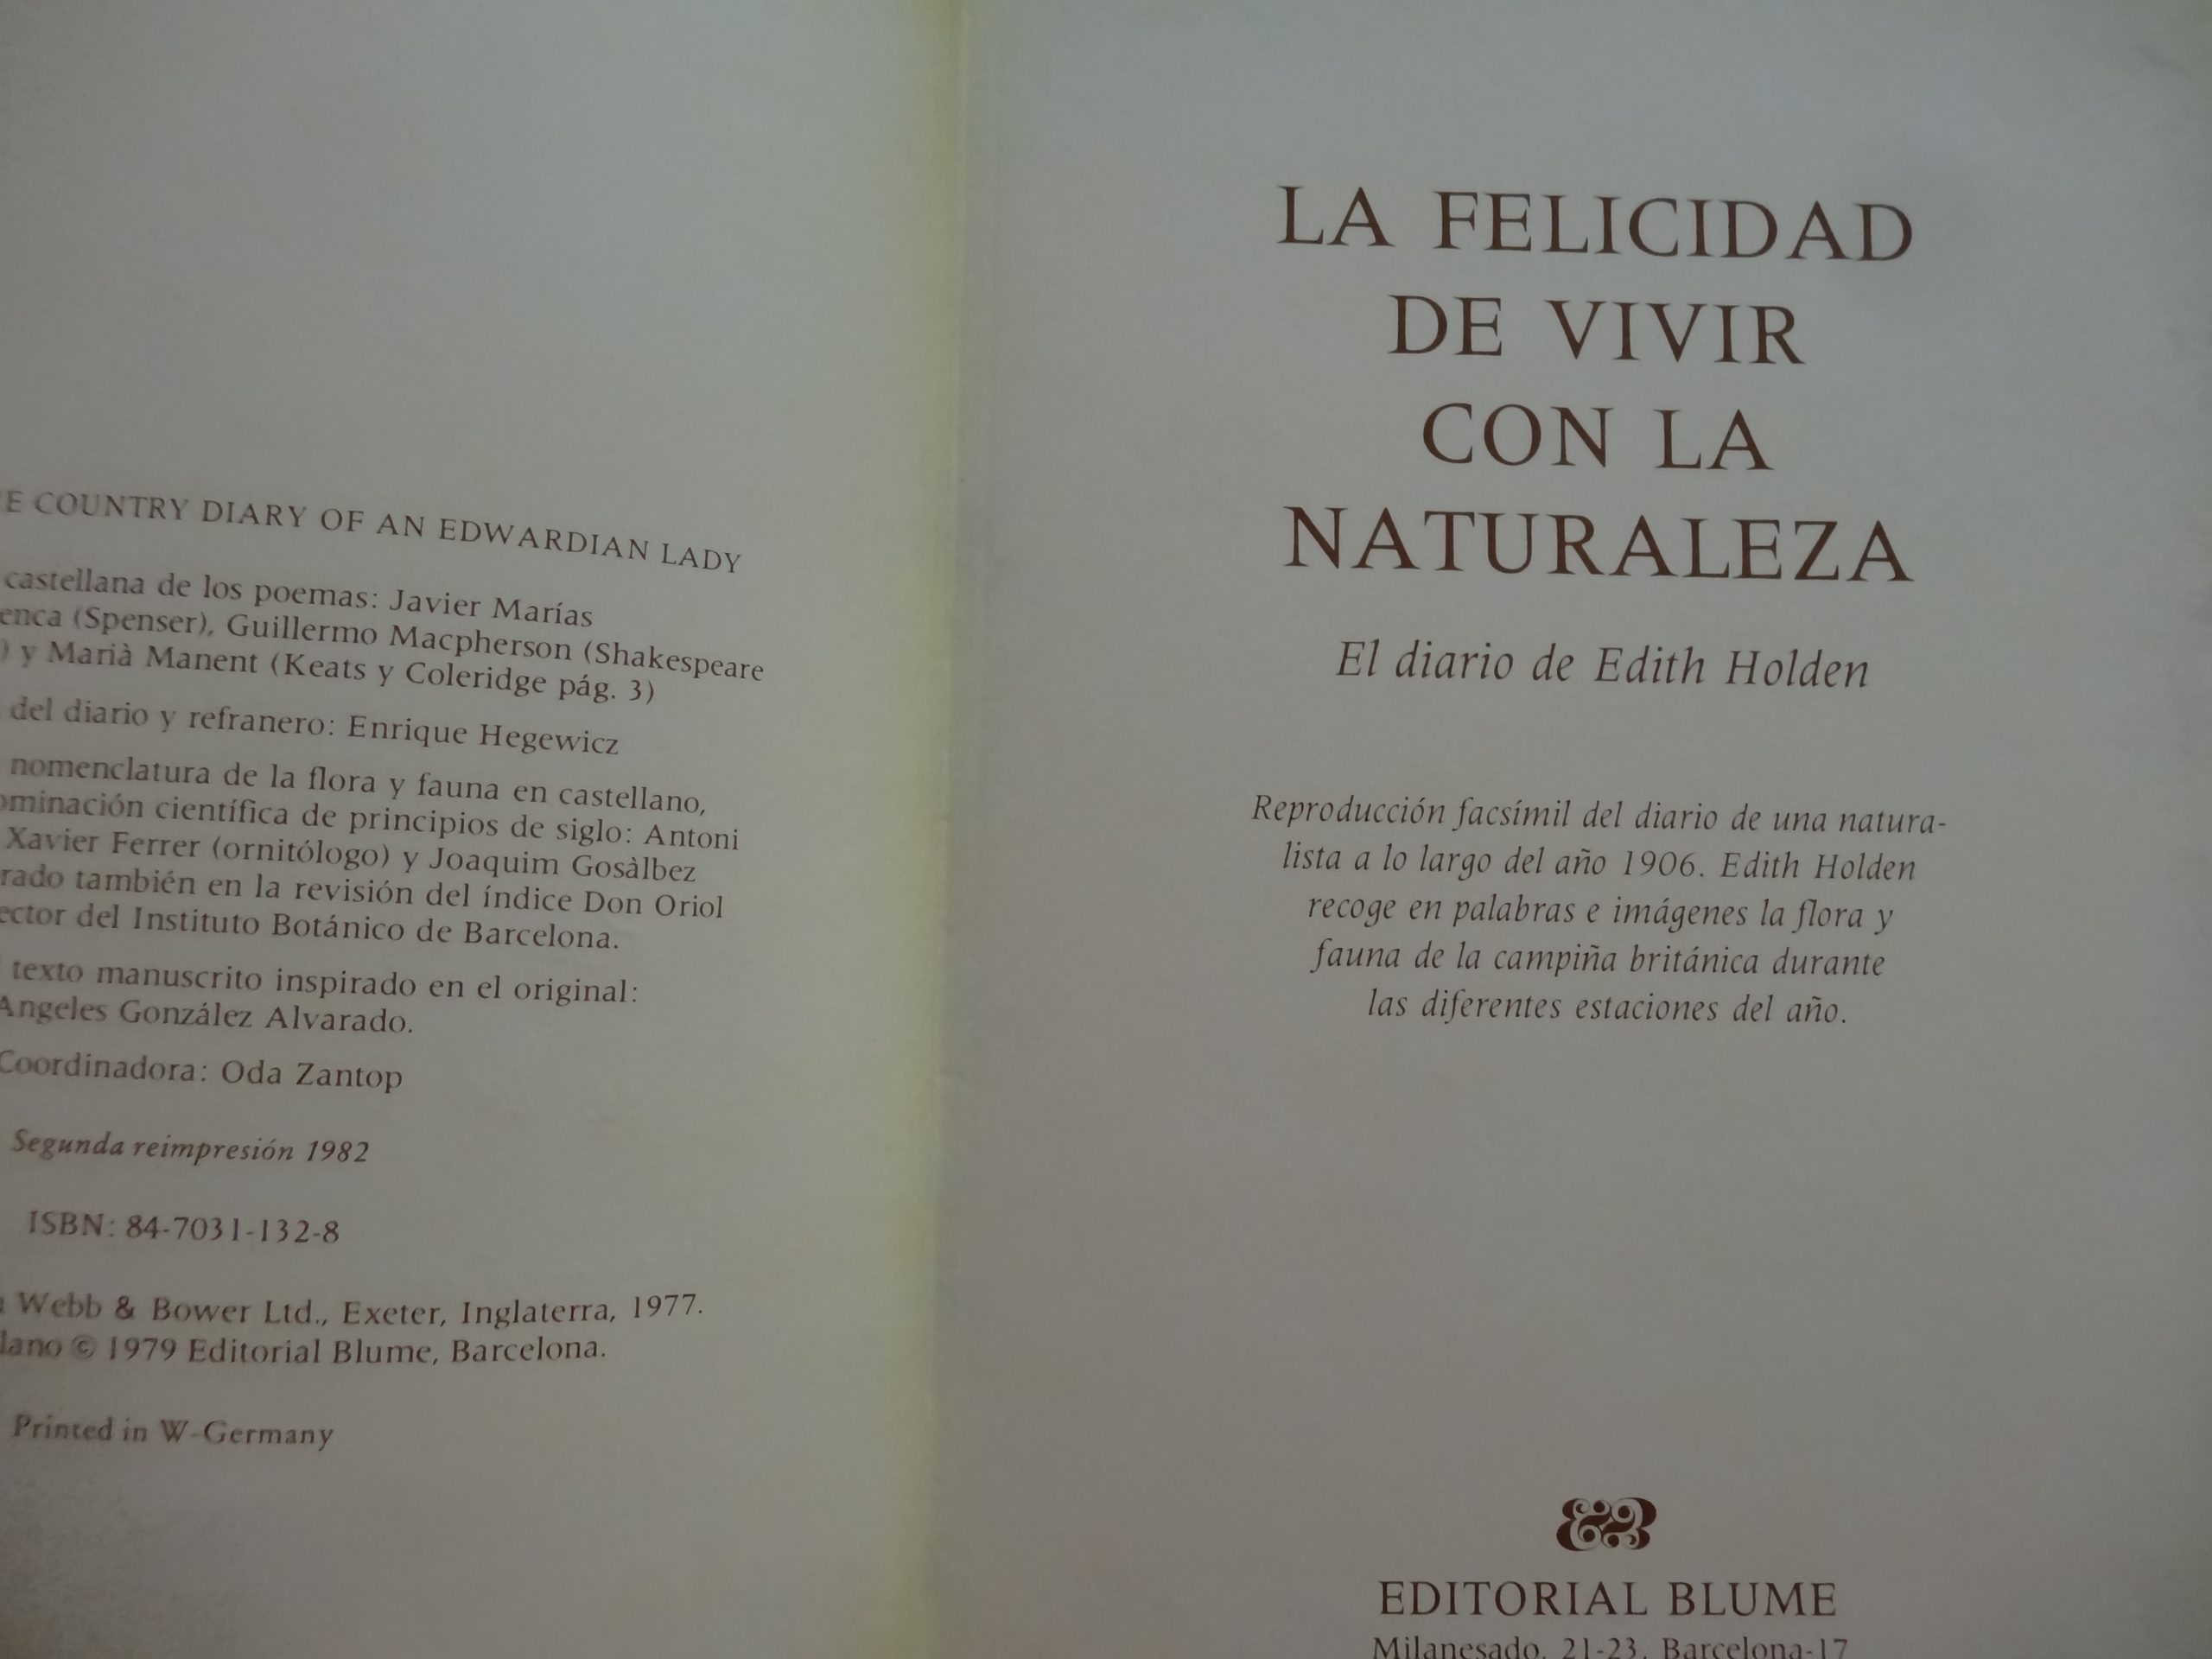 E COUNTRY DIARY OF AN EDWARDIAN LADY
castellana de los poemas: Javier Marías
enca (Spenser), Guillermo Macpherson (Shakespeare
) y Marià Manent (Keats y Coleridge pág. 3)
del diario y refranero: Enrique Hegewicz
nomenclatura de la flora y fauna en castellano,
ominación científica de principios de siglo: Antoni
Xavier Ferrer (ornitólogo) y Joaquim Gosàlbez
rado también en la revisión del índice Don Oriol
ector del Instituto Botánico de Barcelona.
texto manuscrito inspirado en el original:
Angeles González Alvarado.
Coordinadora: Oda Zantop
Segunda reimpresión 1982
ISBN: 84-7031-132-8
Webb & Bower Ltd., Exeter, Inglaterra, 1977.
lano © 1979 Editorial Blume, Barcelona.
Printed in W-Germany
LA FELICIDAD
DE VIVIR
CON LA
NATURALEZA
El diario de Edith Holden
Reproducción facsímil del diario de una natura-
lista a lo largo del año 1906. Edith Holden
recoge en palabras e imágenes la flora y
fauna de la campiña británica durante
las diferentes estaciones del año.
EDITORIAL BLUME
Milanesado, 21-23, Barcelona-17